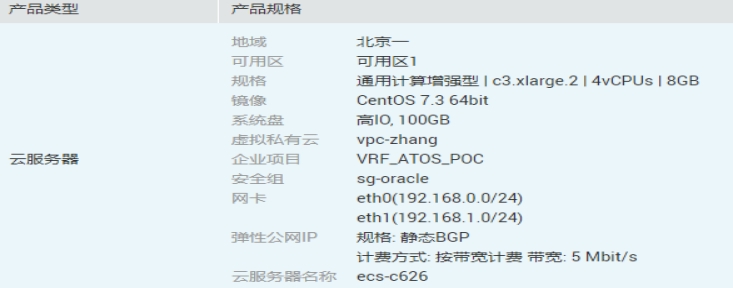 产品类型 产品规格
地域 北京一
可用区 可用区1
规格 通用计算增强型 | c3.xlarge.2 | 4vCPUs | 8GB
镜像 CentOS 7.3 64bit
系统盘 高IO, 100GB
虚拟私有云 vpc-zhang
云服务器 企业项目 VRF_ATOS_POC
安全组 sg-oracle
网卡 eth0(192.168.0.0/24)
eth1(192.168.1.0/24)
弹性公网IP 规格: 静态BGP
计费方式: 按带宽计费 带宽: 5 Mbit/s
云服务器名称 ecs-c626